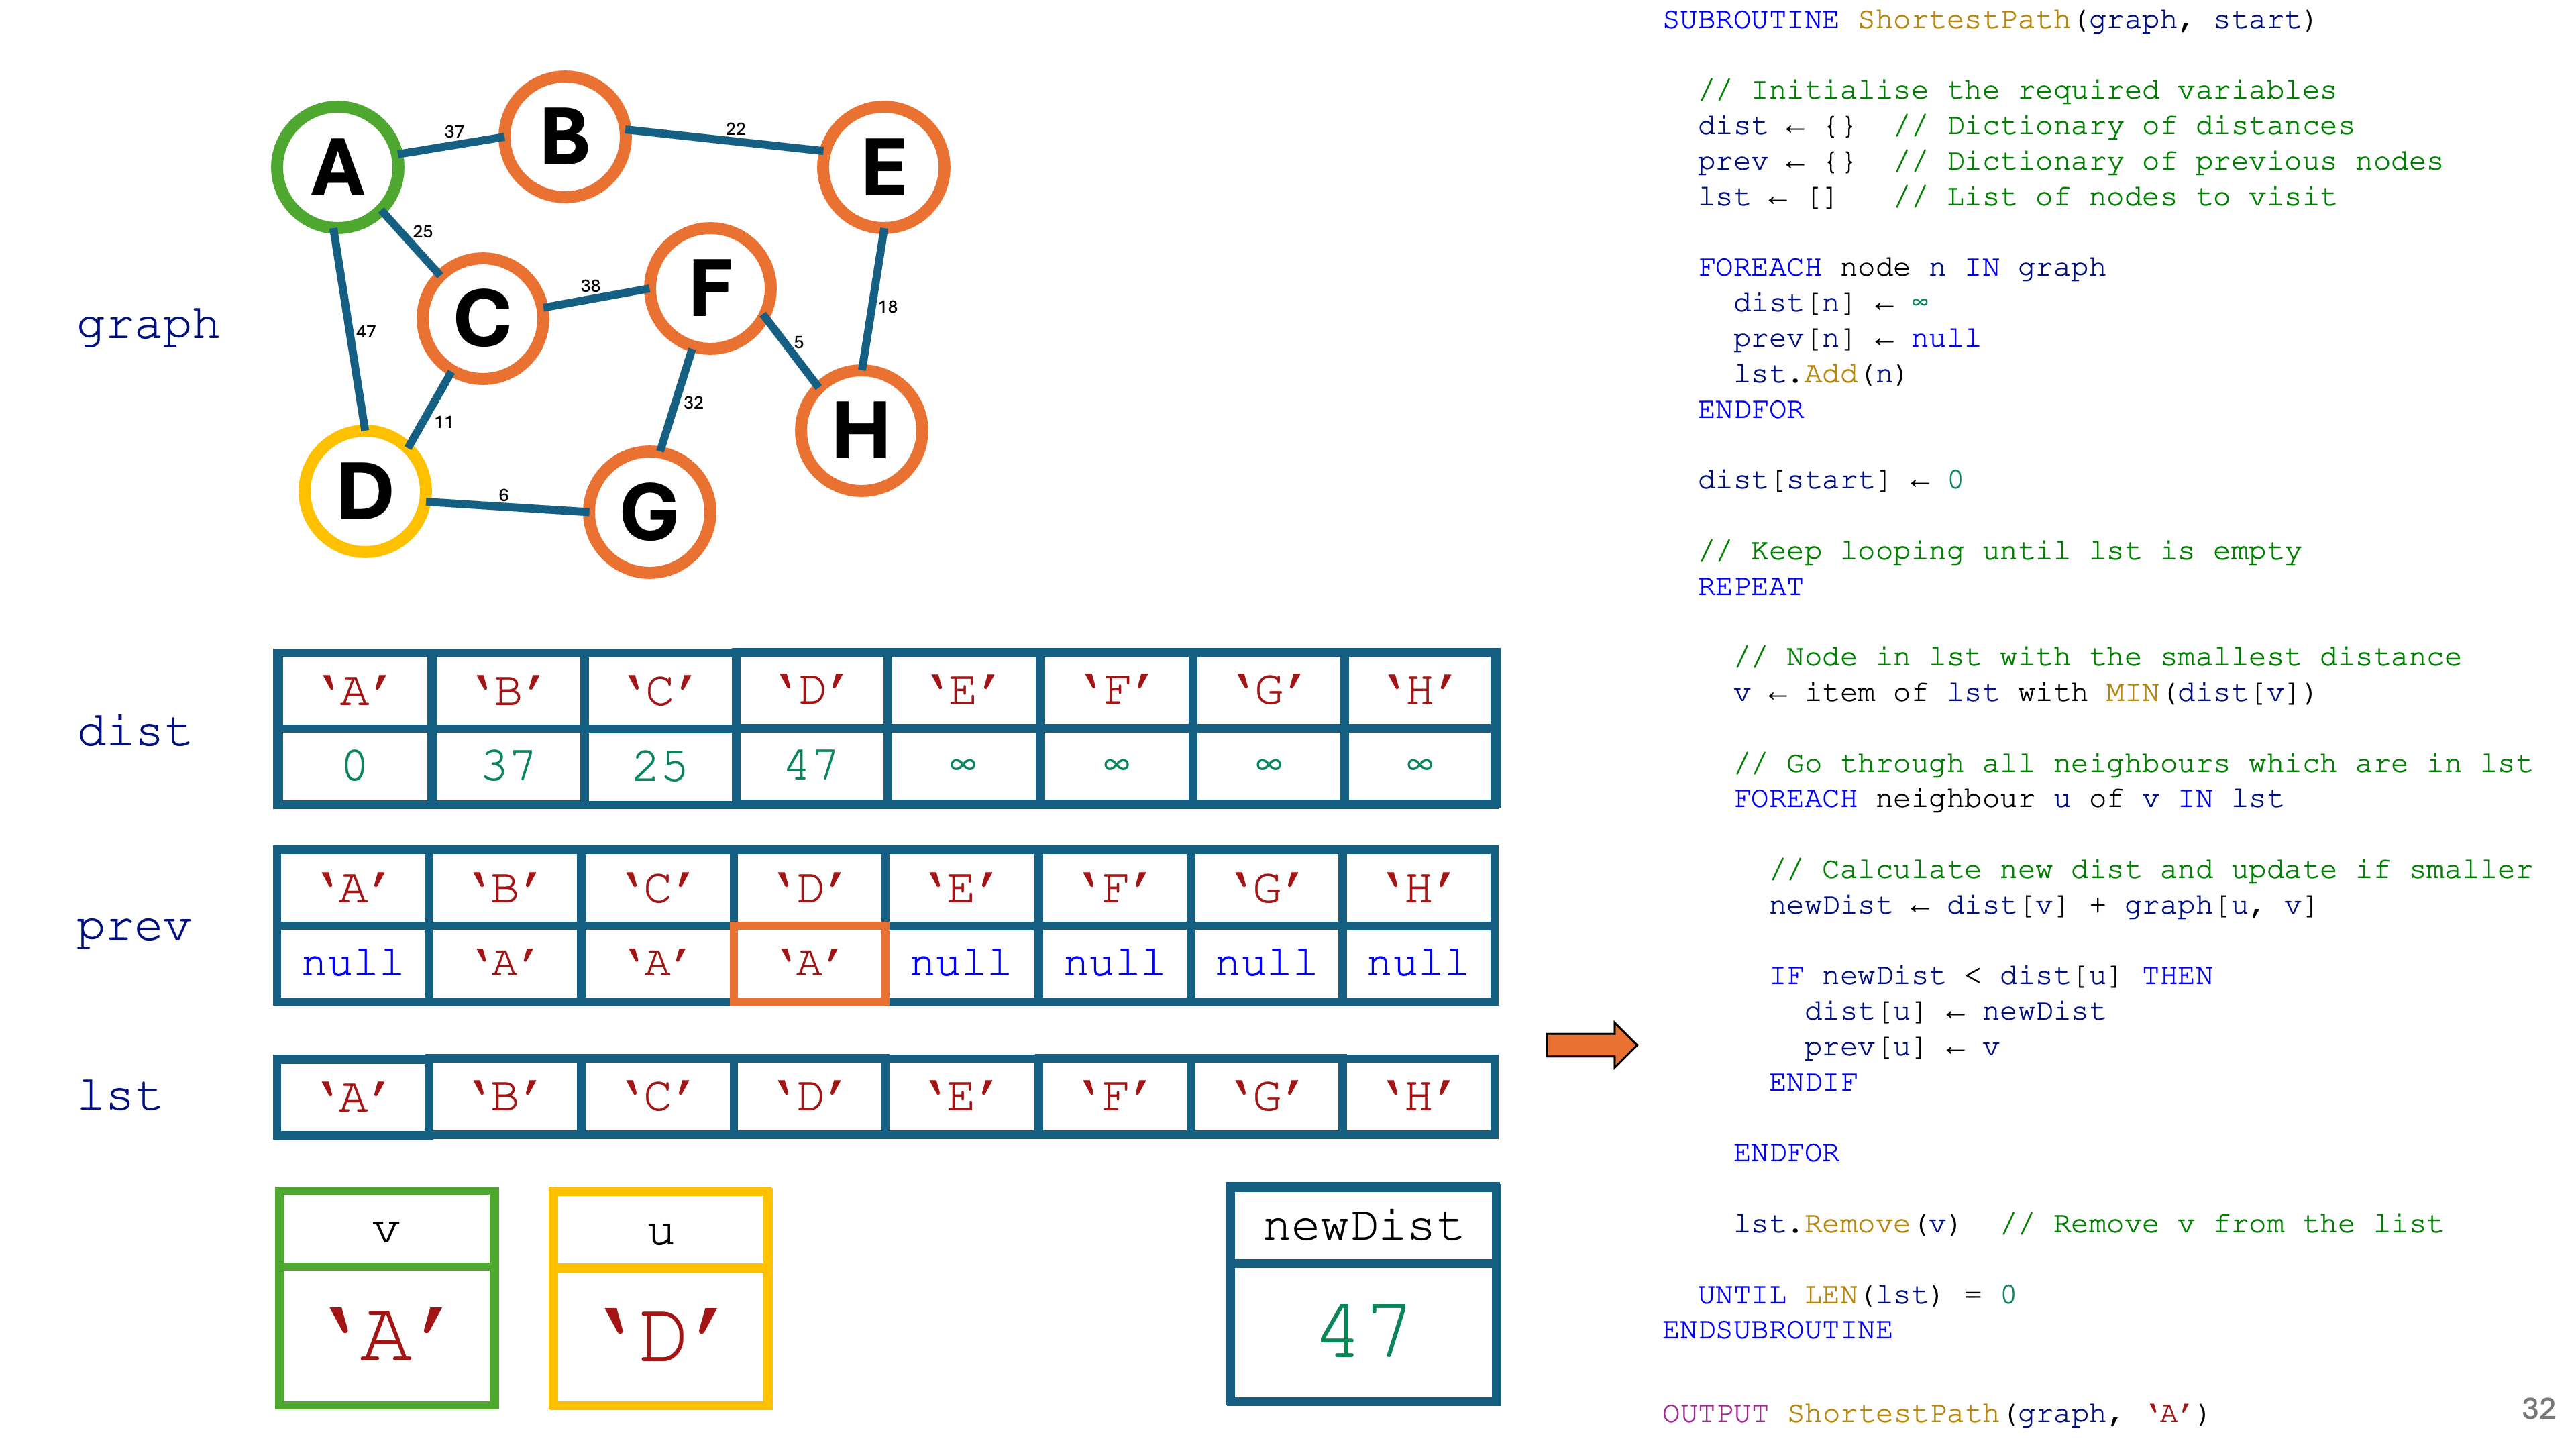 graph
A
B
E
C
F
D
G
H
37
22
25
38
47
5
18
11
32
6
dist
‘A’ ‘B’ ‘C’ ‘D’ ‘E’ ‘F’ ‘G’ ‘H’
0 37 25 47 ∞ ∞ ∞ ∞
prev
‘A’ ‘B’ ‘C’ ‘D’ ‘E’ ‘F’ ‘G’ ‘H’
null ‘A’ ‘A’ ‘A’ null null null null
lst
‘A’ ‘B’ ‘C’ ‘D’ ‘E’ ‘F’ ‘G’ ‘H’
v
‘A’
u
‘D’
newDist
47
SUBROUTINE ShortestPath(graph, start)
// Initialise the required variables
dist ← {} // Dictionary of distances
prev ← {} // Dictionary of previous nodes
lst ← [] // List of nodes to visit
FOREACH node n IN graph
dist[n] ← ∞
prev[n] ← null
lst.Add(n)
ENDFOR
dist[start] ← 0
// Keep looping until lst is empty
REPEAT
// Node in lst with the smallest distance
v ← item of lst with MIN(dist[v])
// Go through all neighbours which are in lst
FOREACH neighbour u of v IN lst
// Calculate new dist and update if smaller
newDist ← dist[v] + graph[u, v]
IF newDist < dist[u] THEN
dist[u] ← newDist
prev[u] ← v
ENDIF
ENDFOR
lst.Remove(v) // Remove v from the list
UNTIL LEN(lst) = 0
ENDSUBROUTINE
OUTPUT ShortestPath(graph, ‘A’)
32